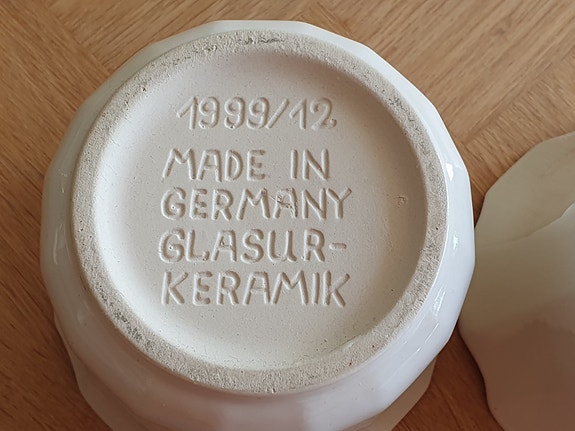 1999/12
MADE IN
GERMANY
GLASUR-
KERAMIK